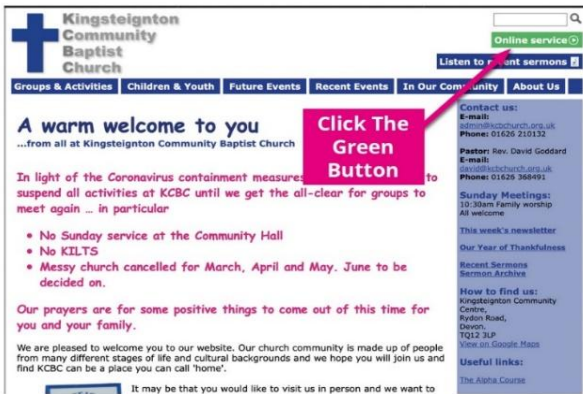 Kingsteignton
Community
Baptist
Church
Online service
Listen to recent sermons
Groups & Activities Children & Youth Future Events Recent Events In Our Community About Us
Click The
Green
Button
A warm welcome to you
...from all at Kingsteignton Community Baptist Church
In light of the Coronavirus containment measures to
suspend all activities at KCBC until we get the all-clear for groups to
meet again ... in particular
• No Sunday service at the Community Hall
• No KILTS
• Messy church cancelled for March, April and May. June to be
decided on.
Our prayers are for some positive things to come out of this time for
you and your family.
We are pleased to welcome you to our website. Our church community is made up of people
from many different stages of life and cultural backgrounds and we hope you will join us and
find KCBC can be a place you can call 'home'.
It may be that you would like to visit us in person and we want to
Contact us:
E-mail:
admin@kcbchurch.org.uk
Phone: 01626 210132
Pastor: Rev. David Goddard
E-mail:
david@kcbchurch.org.uk
Phone: 01626 368491
Sunday Meetings:
10:30am Family worship
All welcome
This week's newsletter
Our Year of Thankfulness
Recent Sermons
Sermon Archive
How to find us:
Kingsteignton Community
Centre,
Rydon Road,
Devon.
TQ12 3LP
View on Google Maps
Useful links:
The Alpha Course